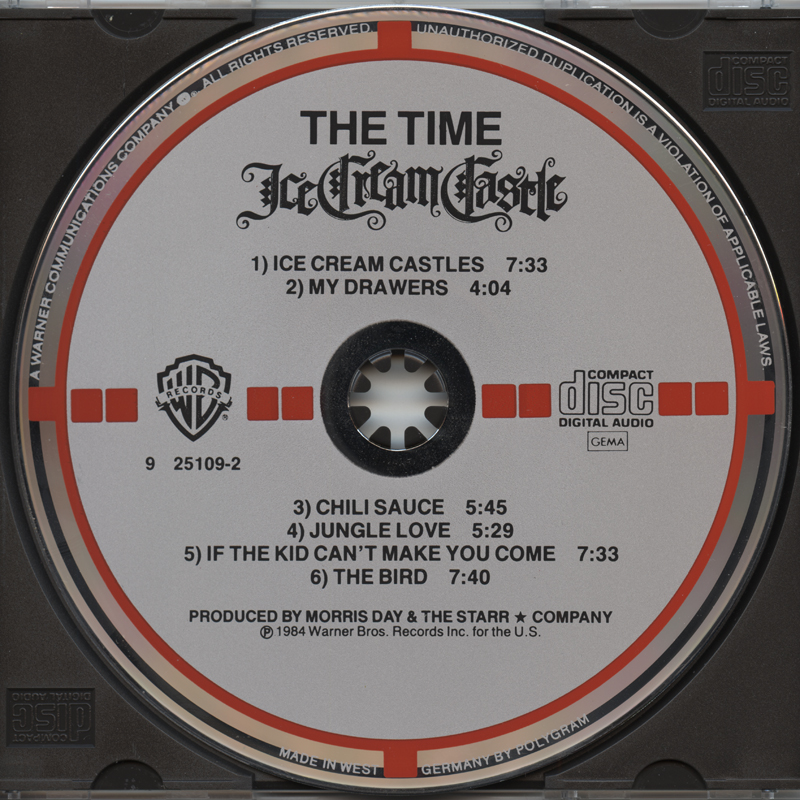 A WARNER COMMUNICATIONS COMPANY ALL RIGHTS RESERVED. UNAUTHORIZED DUPLICATION IS A VIOLATION OF APPLICABLE LAWS
COMPACT
disc
DIGITAL AUDIO
THE TIME
Ice Cream Castle
1) ICE CREAM CASTLES 7:33
2) MY DRAWERS 4:04
WB
RECORDS
®
COMPACT
disc
DIGITAL AUDIO
GEMA
9 25109-2
3) CHILI SAUCE 5:45
4) JUNGLE LOVE 5:29
5) IF THE KID CAN'T MAKE YOU COME 7:33
6) THE BIRD 7:40
PRODUCED BY MORRIS DAY & THE STARR ★ COMPANY
℗ 1984 Warner Bros. Records Inc. for the U.S.
COMPACT
disc
DIGITAL AUDIO
MADE IN WEST GERMANY BY POLYGRAM